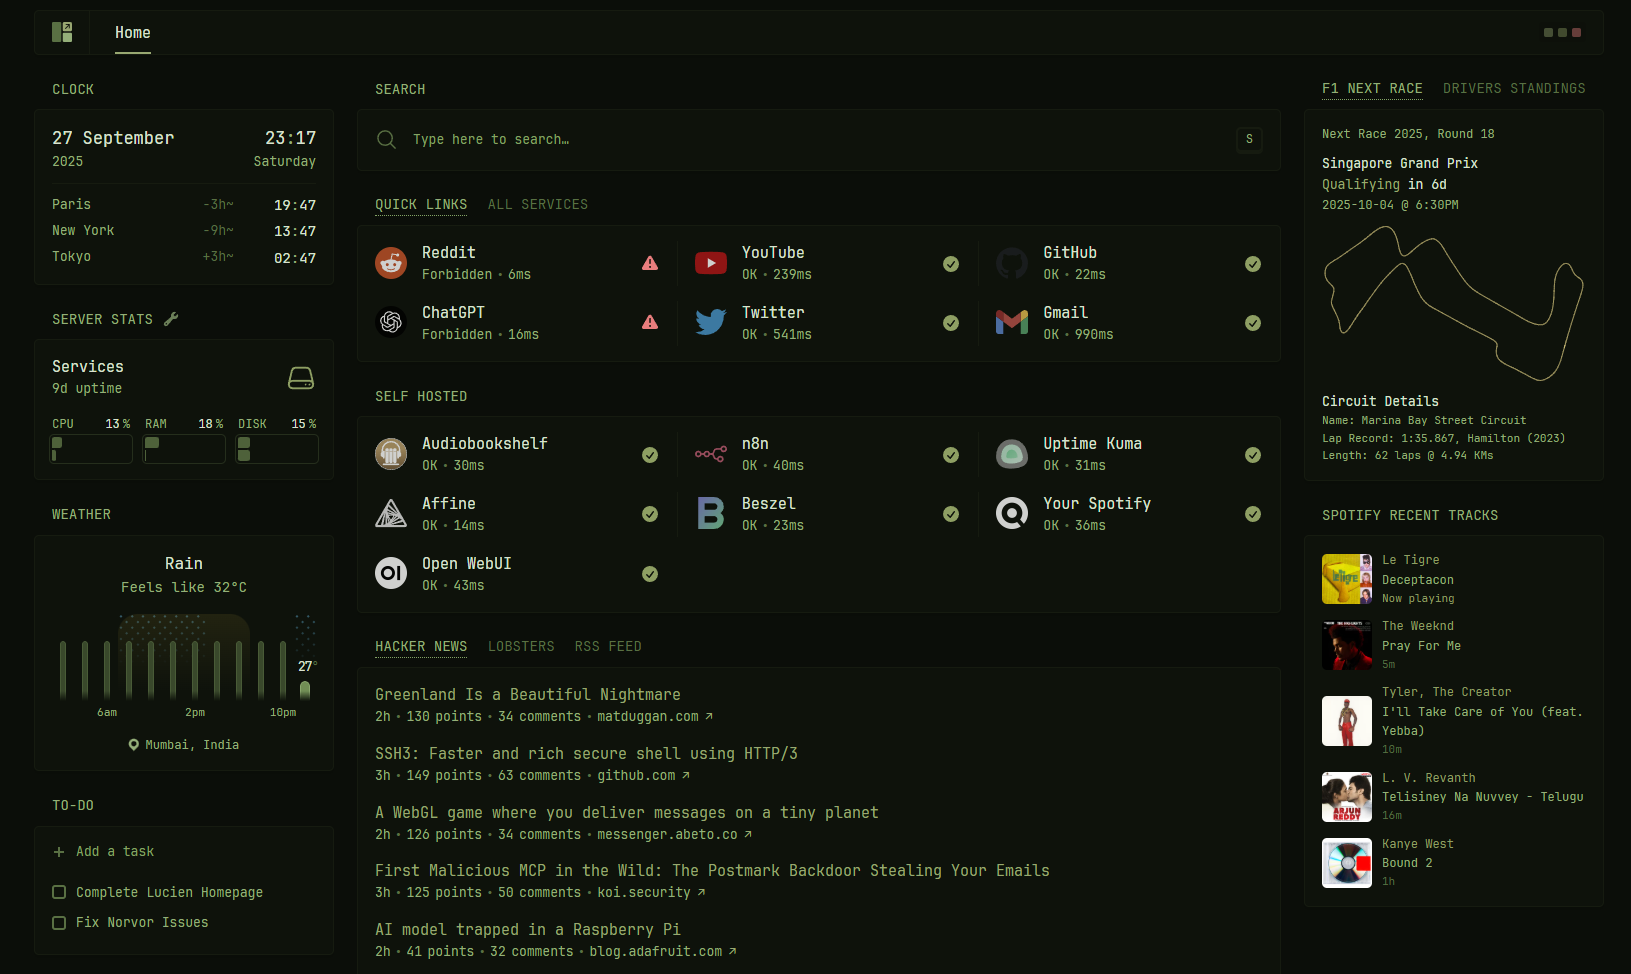 Home
CLOCK
27 September 23:17
2025 Saturday
Paris -3h~ 19:47
New York -9h~ 13:47
Tokyo +3h~ 02:47
SERVER STATS
Services
9d uptime
CPU 13% RAM 18% DISK 15%
WEATHER
Rain
Feels like 32°C
27°
6am 2pm 10pm
Mumbai, India
TO-DO
+ Add a task
Complete Lucien Homepage
Fix Norvor Issues
SEARCH
Type here to search… S
QUICK LINKS ALL SERVICES
Reddit
Forbidden • 6ms
YouTube
OK • 239ms
GitHub
OK • 22ms
ChatGPT
Forbidden • 16ms
Twitter
OK • 541ms
Gmail
OK • 990ms
SELF HOSTED
Audiobookshelf
OK • 30ms
n8n
OK • 40ms
Uptime Kuma
OK • 31ms
Affine
OK • 14ms
B
Beszel
OK • 23ms
Your Spotify
OK • 36ms
OI
Open WebUI
OK • 43ms
HACKER NEWS LOBSTERS RSS FEED
Greenland Is a Beautiful Nightmare
2h • 130 points • 34 comments • matduggan.com ↗
SSH3: Faster and rich secure shell using HTTP/3
3h • 149 points • 63 comments • github.com ↗
A WebGL game where you deliver messages on a tiny planet
2h • 126 points • 34 comments • messenger.abeto.co ↗
First Malicious MCP in the Wild: The Postmark Backdoor Stealing Your Emails
3h • 125 points • 50 comments • koi.security ↗
AI model trapped in a Raspberry Pi
2h • 41 points • 32 comments • blog.adafruit.com ↗
F1 NEXT RACE DRIVERS STANDINGS
Next Race 2025, Round 18
Singapore Grand Prix
Qualifying in 6d
2025-10-04 @ 6:30PM
Circuit Details
Name: Marina Bay Street Circuit
Lap Record: 1:35.867, Hamilton (2023)
Length: 62 laps @ 4.94 KMs
SPOTIFY RECENT TRACKS
le tigre
Le Tigre
Deceptacon
Now playing
The Weeknd
Pray For Me
5m
Tyler, The Creator
I'll Take Care of You (feat.
Yebba)
10m
ARJUN
REDDY
L. V. Revanth
Telisiney Na Nuvvey - Telugu
16m
Kanye West
Bound 2
1h